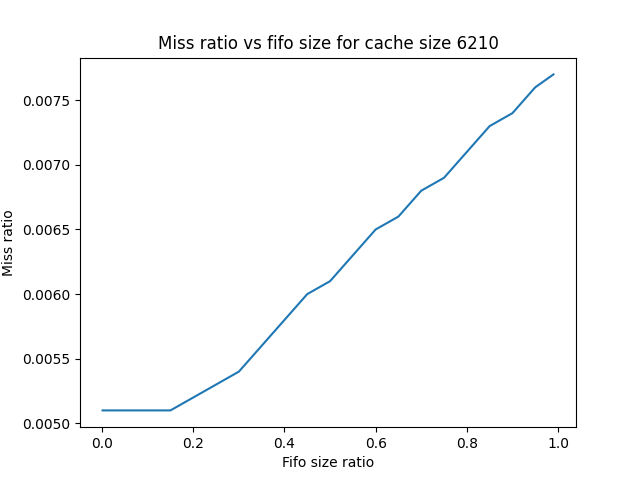 Miss ratio vs fifo size for cache size 6210
0.0075
0.0070
0.0065
0.0060
0.0055
0.0050
Miss ratio
0.0 0.2 0.4 0.6 0.8 1.0
Fifo size ratio